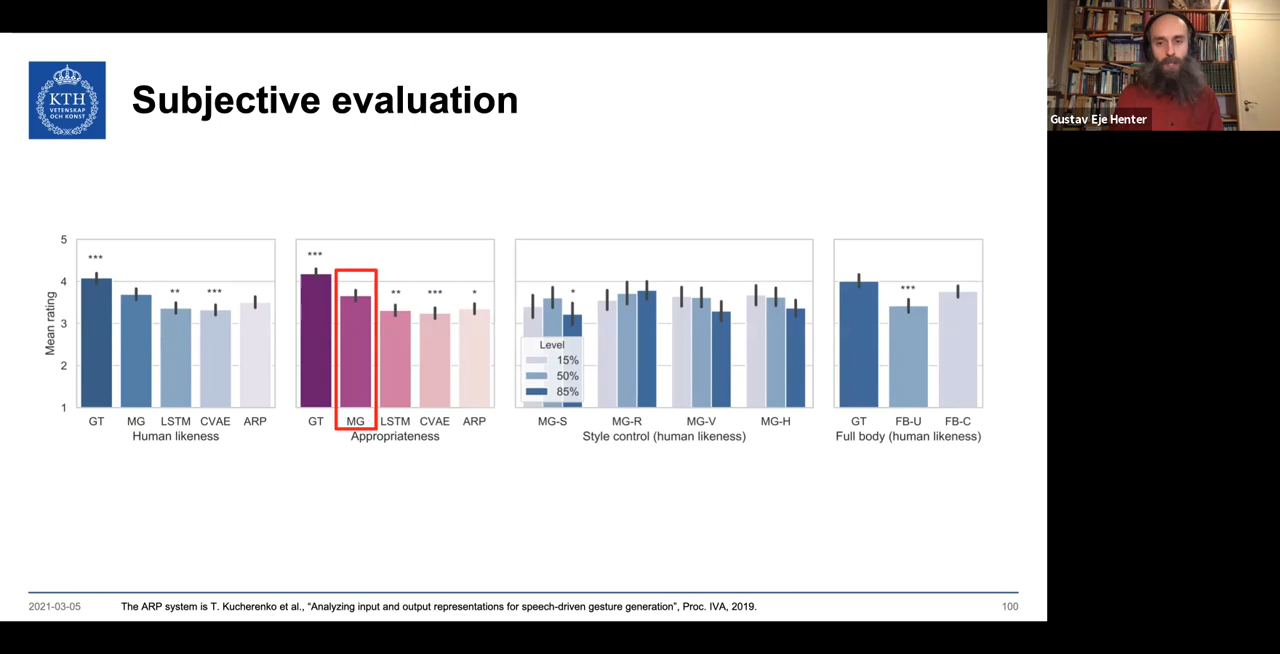 KTH
VETENSKAP
OCH KONST
Subjective evaluation
Gustav Eje Henter
Mean rating
5
4
3
2
1
***
** ***
GT MG LSTM CVAE ARP
Human likeness
***
** *** *
GT MG LSTM CVAE ARP
Appropriateness
*
Level
15%
50%
85%
MG-S MG-R MG-V MG-H
Style control (human likeness)
***
GT FB-U FB-C
Full body (human likeness)
2021-03-05 The ARP system is T. Kucherenko et al., “Analyzing input and output representations for speech-driven gesture generation”, Proc. IVA, 2019. 100